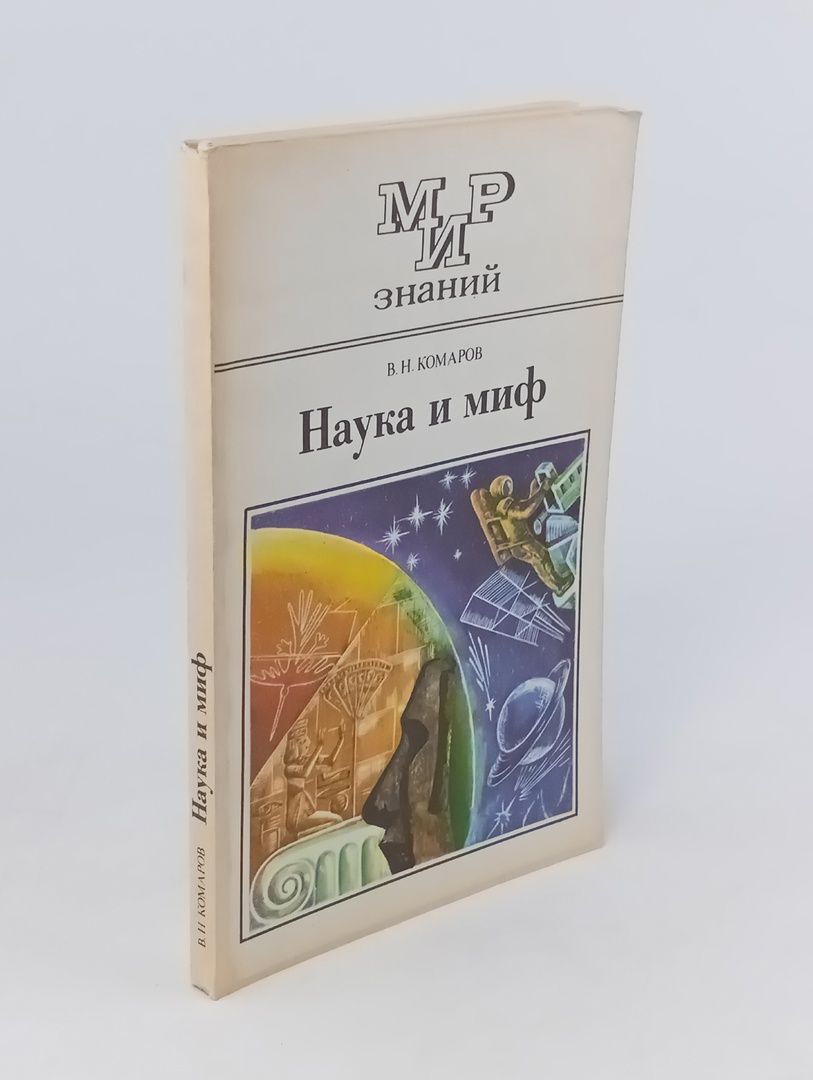 МИР
знаний
В. Н. КОМАРОВ
Наука и миф
В. Н КОМАРОВ Наука и миф